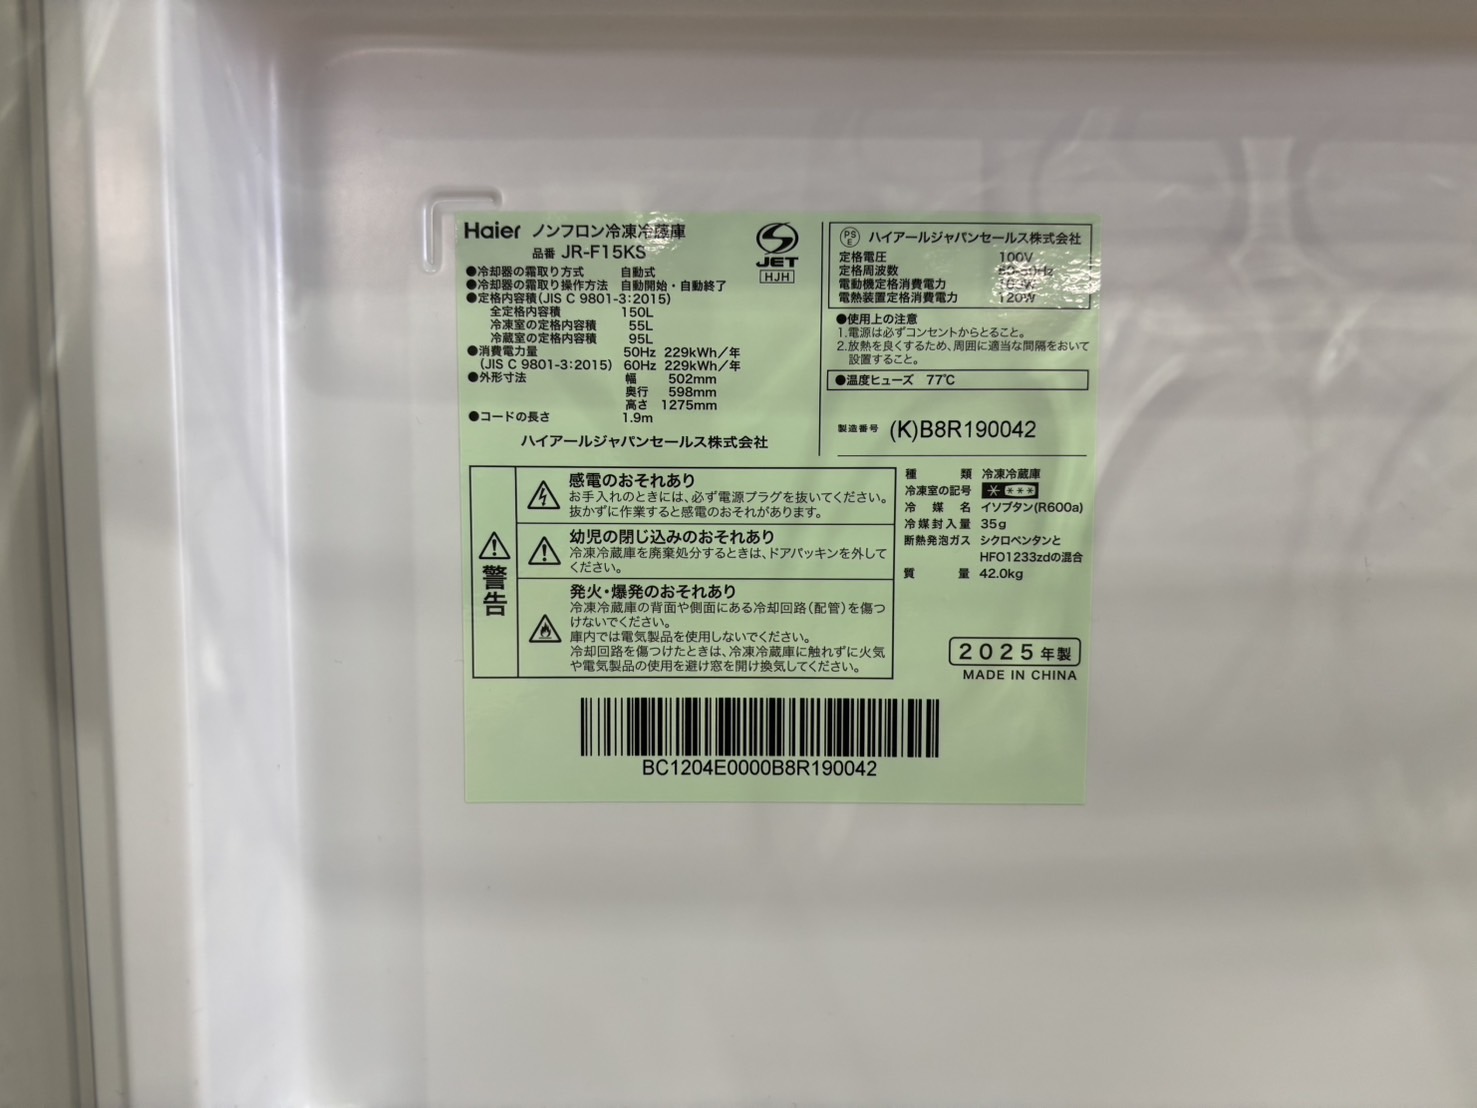 Haier ノンフロン冷凍冷蔵庫
品番 JR-F15KS
●冷却器の霜取り方式 自動式
●冷却器の霜取り操作方法 自動開始・自動終了
●定格内容積(JIS C 9801-3:2015)
全定格内容積 150L
冷凍室の定格内容積 55L
冷蔵室の定格内容積 95L
●消費電力量 50Hz 229kWh/年
(JIS C 9801-3:2015) 60Hz 229kWh/年
●外形寸法 幅 502mm
奥行 598mm
高さ 1275mm
●コードの長さ 1.9m
ハイアールジャパンセールス株式会社
JET
HJH
PS
E
ハイアールジャパンセールス株式会社
定格電圧 100V
定格周波数
電動機定格消費電力
電熱装置定格消費電力 120W
●使用上の注意
1.電源は必ずコンセントからとること。
2.放熱を良くするため、周囲に適当な間隔をおいて
設置すること。
●温度ヒューズ 77℃
製造番号 (K)B8R190042
警告
感電のおそれあり
お手入れのときには、必ず電源プラグを抜いてください。
抜かずに作業すると感電のおそれがあります。
幼児の閉じ込みのおそれあり
冷凍冷蔵庫を廃棄処分するときは、ドアパッキンを外して
ください。
発火・爆発のおそれあり
冷凍冷蔵庫の背面や側面にある冷却回路(配管)を傷つ
けないでください。
庫内では電気製品を使用しないでください。
冷却回路を傷つけたときは、冷凍冷蔵庫に触れずに火気
や電気製品の使用を避け窓を開け換気してください。
種類 冷凍冷蔵庫
冷凍室の記号
冷媒名 イソブタン(R600a)
冷媒封入量 35g
断熱発泡ガス シクロペンタンと
HFO1233zdの混合
質量 42.0kg
2025年製
MADE IN CHINA
BC1204E0000B8R190042